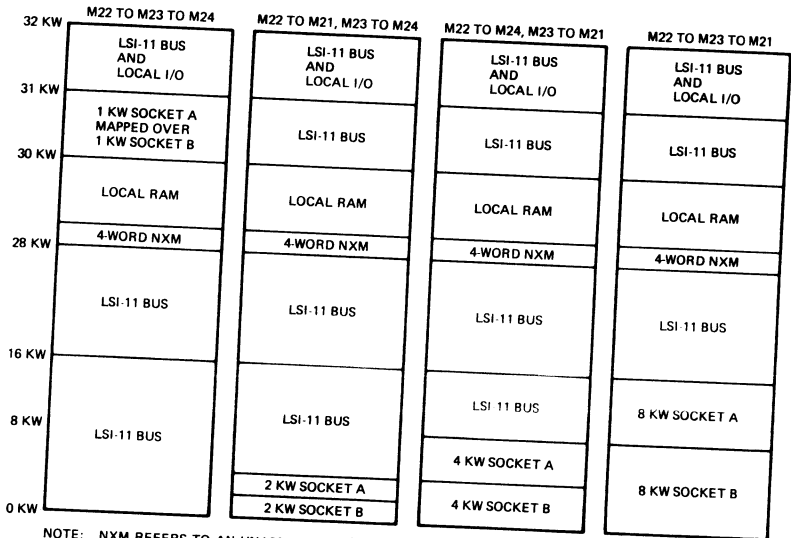 32 KW
31 KW
30 KW
28 KW
16 KW
8 KW
0 KW
M22 TO M23 TO M24
LSI-11 BUS
AND
LOCAL I/O
1 KW SOCKET A
MAPPED OVER
1 KW SOCKET B
LOCAL RAM
4-WORD NXM
LSI-11 BUS
LSI-11 BUS
M22 TO M21, M23 TO M24
LSI-11 BUS
AND
LOCAL I/O
LSI-11 BUS
LOCAL RAM
4-WORD NXM
LSI-11 BUS
LSI-11 BUS
2 KW SOCKET A
2 KW SOCKET B
M22 TO M24, M23 TO M21
LSI-11 BUS
AND
LOCAL I/O
LSI-11 BUS
LOCAL RAM
4-WORD NXM
LSI-11 BUS
LSI-11 BUS
4 KW SOCKET A
4 KW SOCKET B
M22 TO M23 TO M21
LSI-11 BUS
AND
LOCAL I/O
LSI-11 BUS
LOCAL RAM
4-WORD NXM
LSI-11 BUS
8 KW SOCKET A
8 KW SOCKET B
NOTE: NXM REFERS TO AN